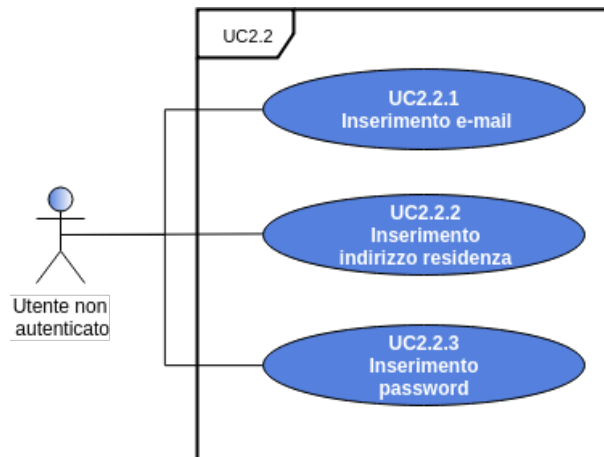 UC2.2
UC2.2.1
Inserimento e-mail
UC2.2.2
Inserimento
indirizzo residenza
Utente non
autenticato
UC2.2.3
Inserimento
password